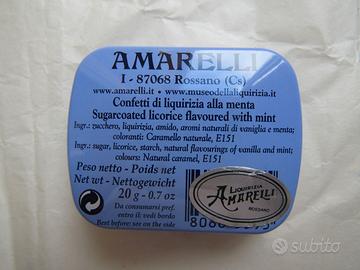 AMARELLI
I - 87068 Rossano (Cs)
www.amarelli.it - www.museodellaliquirizia.it
Confetti di liquirizia alla menta
Sugarcoated licorice flavoured with mint
Ingr.: zucchero, liquirizia, amido, aromi naturali di vaniglia e menta;
coloranti: Caramello naturale, E151
Ingr.: sugar, licorice, starch, natural flavourings of vanilla and mint;
colours: Natural caramel, E151
Peso netto - Poids net
Net wt - Nettogewicht
20 g - 0.7 oz
Da consumarsi pref.
entro il: vedi bordo
Best before: see on the side
LIQUIRIZIA
AMARELLI
ROSSANO
subito